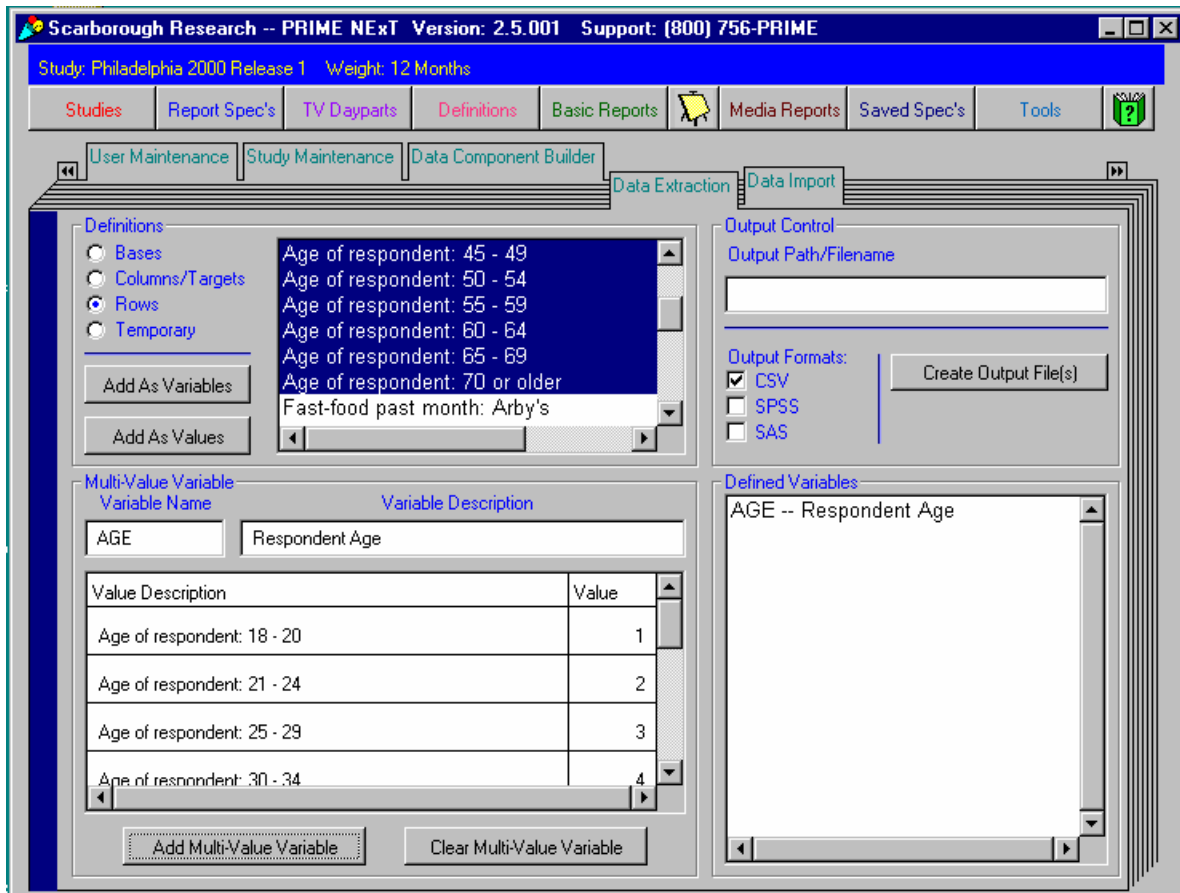 Scarborough Research -- PRIME NExT Version: 2.5.001 Support: (800) 756-PRIME
Study: Philadelphia 2000 Release 1 Weight: 12 Months
Studies Report Spec's TV Dayparts Definitions Basic Reports Media Reports Saved Spec's Tools ?
User Maintenance Study Maintenance Data Component Builder
Data Extraction Data Import
Definitions
Bases
Columns/Targets
Rows
Temporary
Add As Variables
Add As Values
Age of respondent: 45 - 49
Age of respondent: 50 - 54
Age of respondent: 55 - 59
Age of respondent: 60 - 64
Age of respondent: 65 - 69
Age of respondent: 70 or older
Fast-food past month: Arby's
Output Control
Output Path/Filename
Output Formats:
CSV
SPSS
SAS
Create Output File(s)
Multi-Value Variable
Variable Name Variable Description
AGE Respondent Age
Value Description Value
Age of respondent: 18 - 20 1
Age of respondent: 21 - 24 2
Age of respondent: 25 - 29 3
Age of respondent: 30 - 34 4
Add Multi-Value Variable Clear Multi-Value Variable
Defined Variables
AGE -- Respondent Age